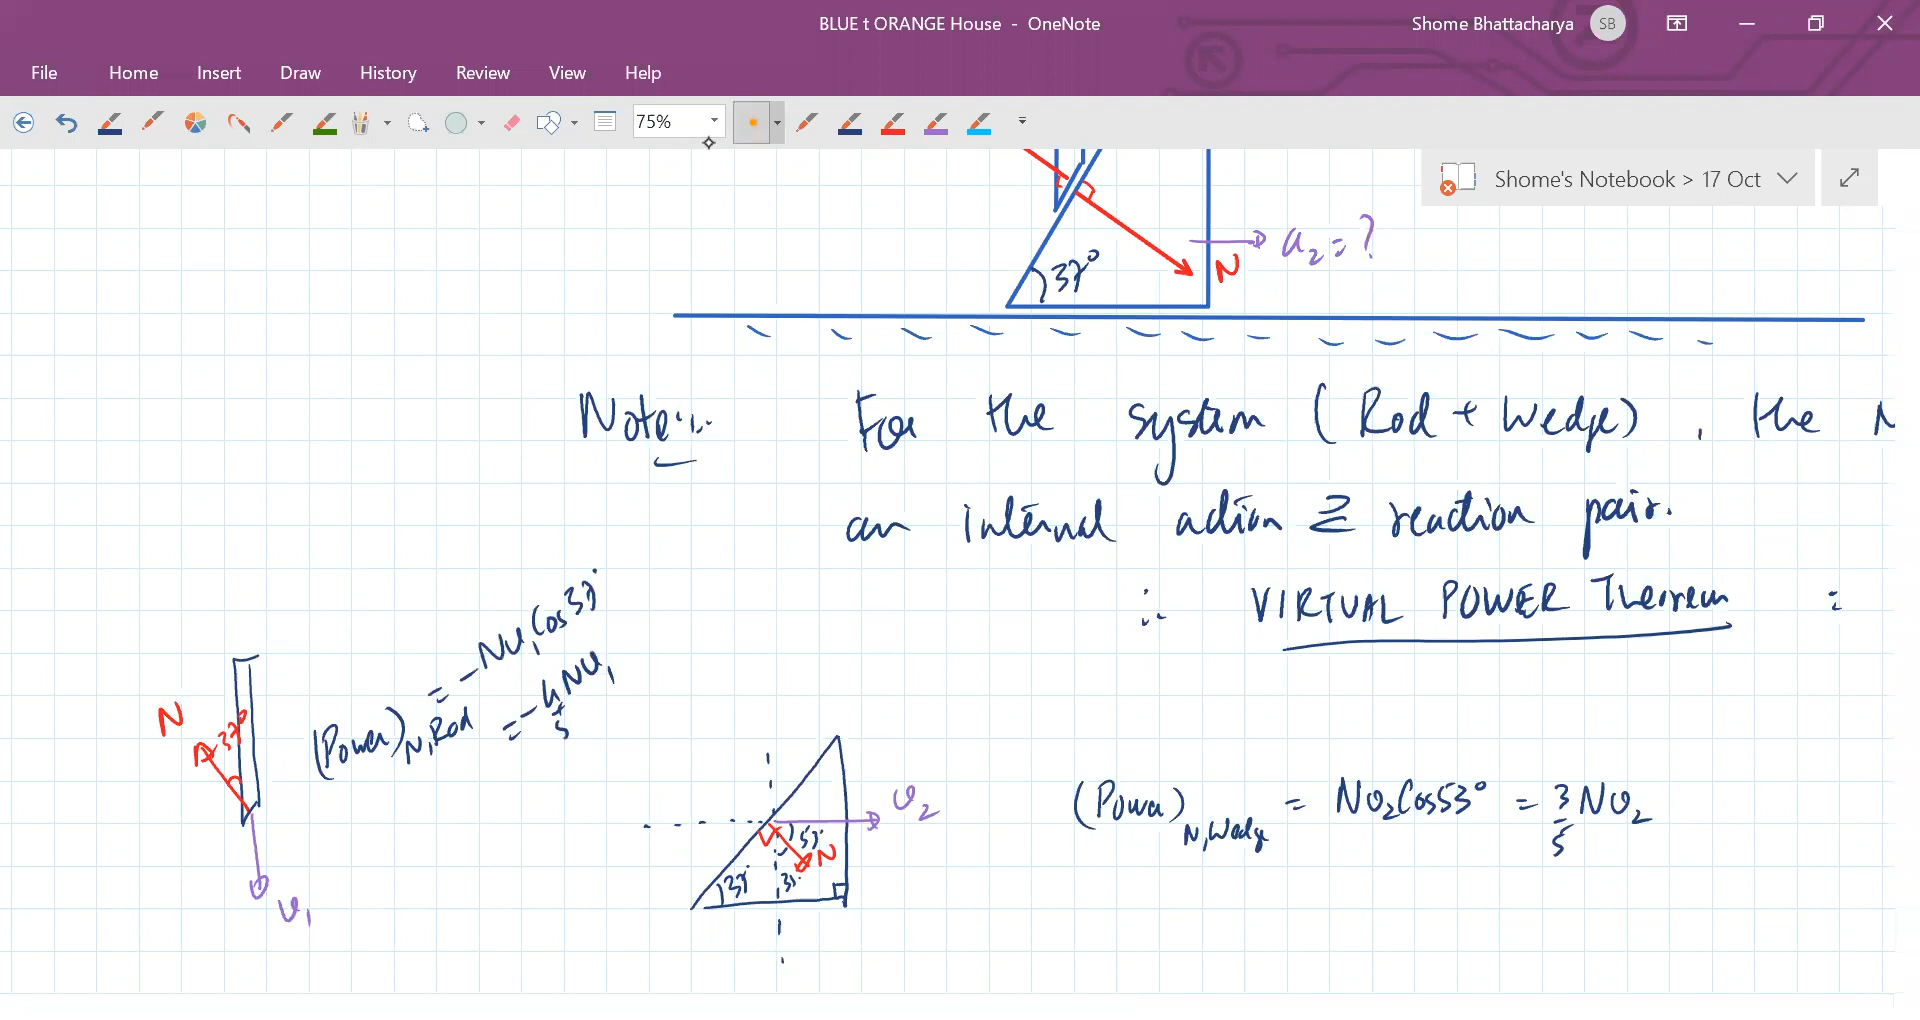 BLUE t ORANGE House - OneNote
Shome Bhattacharya
SB
File Home Insert Draw History Review View Help
75%
Shome's Notebook > 17 Oct
a₂ = ?
N
37°
Note:- For the system (Rod + Wedge), the N
an internal action & reaction pair.
∴ VIRTUAL POWER Theorem :
= -Nv₁Cos37°
(Power)N,Rod = -4/5 Nv₁
N
37°
v₁
v₂
53°
N
37°
37°
(Power)N,Wedge = Nv₂Cos53° = 3/5 Nv₂